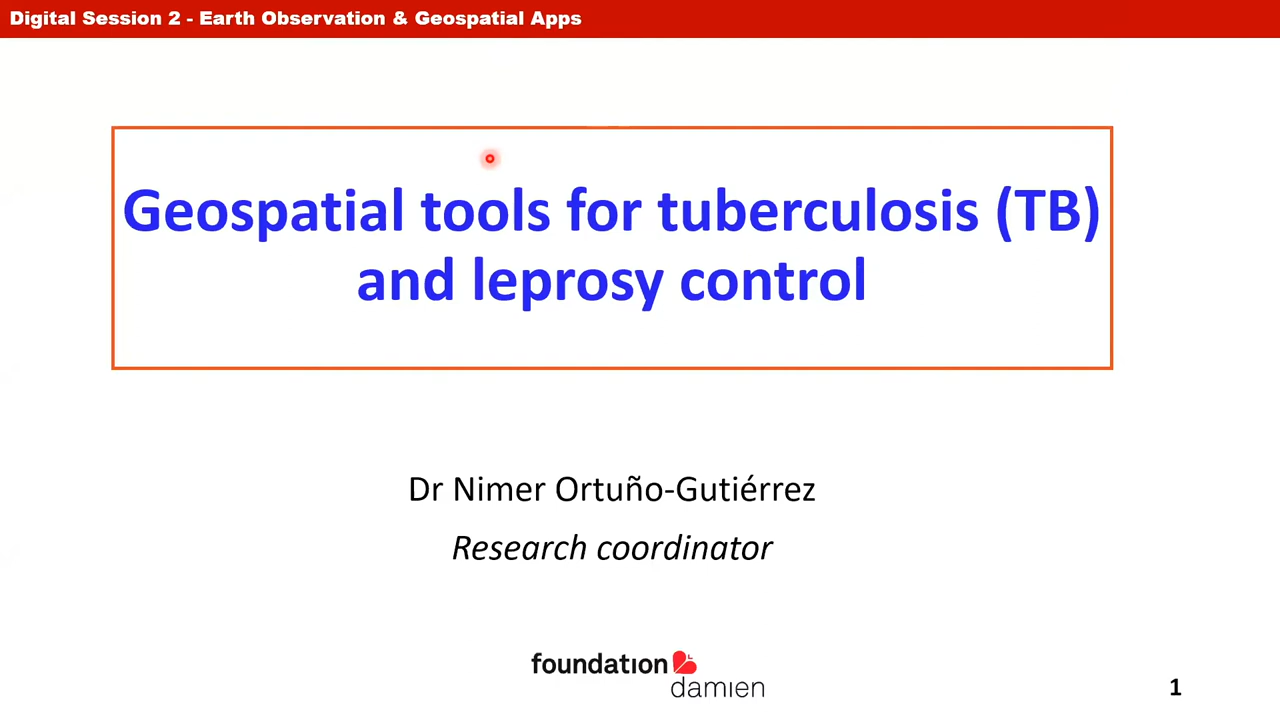 Digital Session 2 - Earth Observation & Geospatial Apps
Geospatial tools for tuberculosis (TB)
and leprosy control
Dr Nimer Ortuño-Gutiérrez
Research coordinator
foundation
damien
1